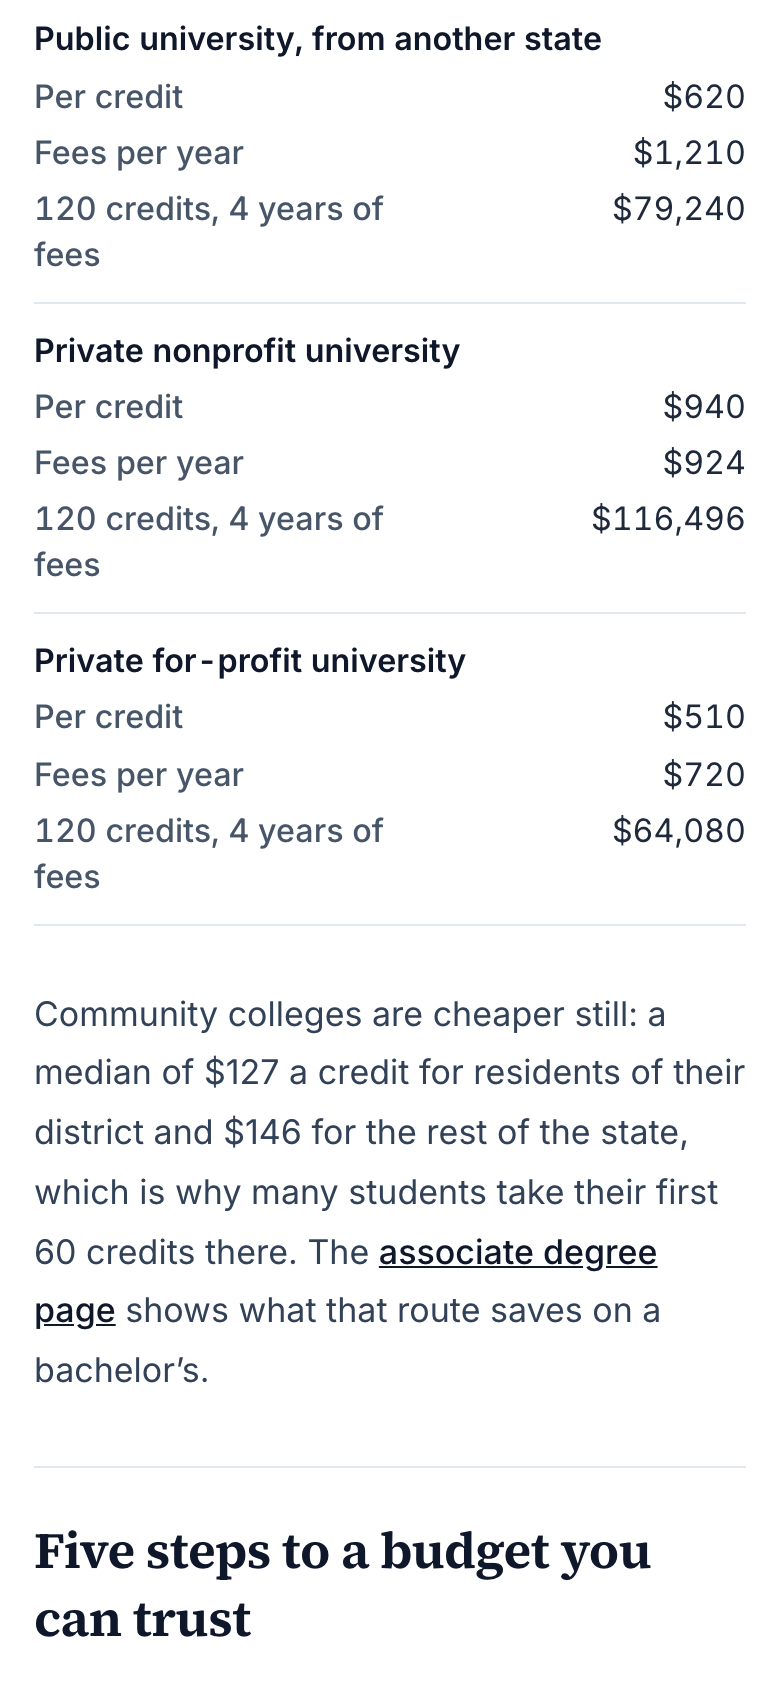 Public university, from another state
Per credit $620
Fees per year $1,210
120 credits, 4 years of $79,240
fees
Private nonprofit university
Per credit $940
Fees per year $924
120 credits, 4 years of $116,496
fees
Private for-profit university
Per credit $510
Fees per year $720
120 credits, 4 years of $64,080
fees
Community colleges are cheaper still: a
median of $127 a credit for residents of their
district and $146 for the rest of the state,
which is why many students take their first
60 credits there. The associate degree
page shows what that route saves on a
bachelor’s.
Five steps to a budget you
can trust